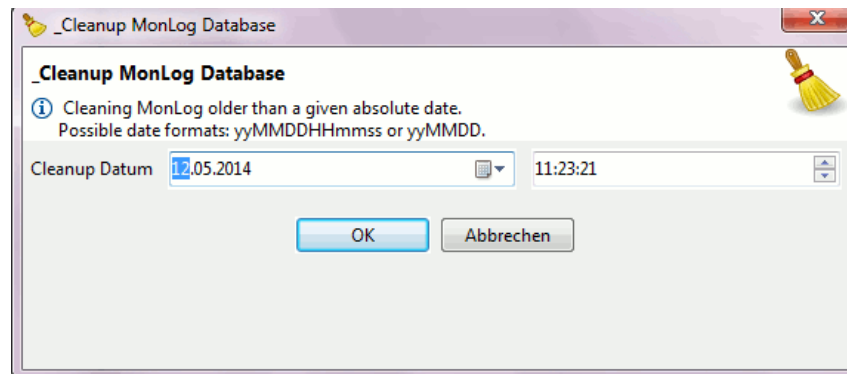 _Cleanup MonLog Database
_Cleanup MonLog Database
Cleaning MonLog older than a given absolute date.
Possible date formats: yyMMDDHHmmss or yyMMDD.
Cleanup Datum 12.05.2014 11:23:21
OK Abbrechen